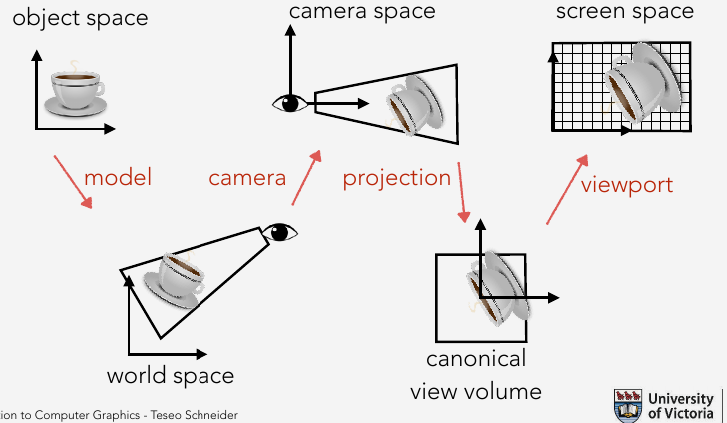 object space
camera space
screen space
model
camera
projection
viewport
world space
canonical
view volume
tion to Computer Graphics - Teseo Schneider
University
of Victoria